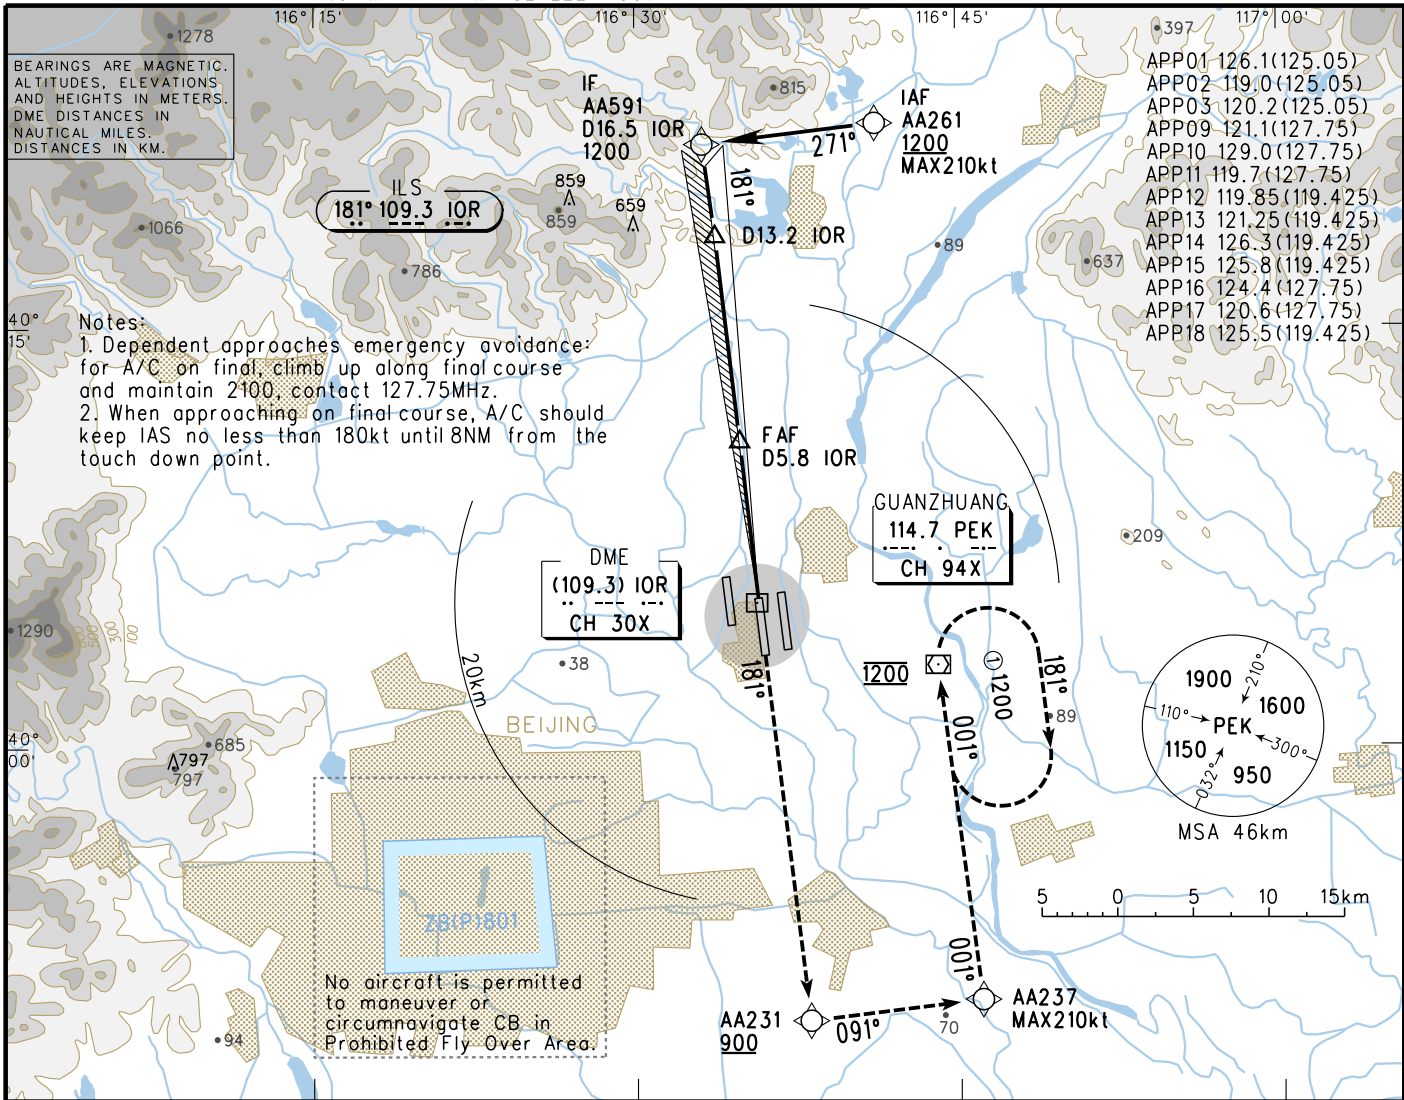 116° 15'
116° 30'
116° 45'
117° 00'
1278
BEARINGS ARE MAGNETIC.
ALTITUDES, ELEVATIONS
AND HEIGHTS IN METERS.
DME DISTANCES IN
NAUTICAL MILES.
DISTANCES IN KM.
IF
AA591
D16.5 IOR
1200
815
IAF
AA261
1200
MAX210kt
271°
397
APP01 126.1(125.05)
APP02 119.0(125.05)
APP03 120.2(125.05)
APP09 121.1(127.75)
APP10 129.0(127.75)
APP11 119.7(127.75)
APP12 119.85(119.425)
APP13 121.25(119.425)
APP14 126.3(119.425)
APP15 125.8(119.425)
APP16 124.4(127.75)
APP17 120.6(127.75)
APP18 125.5(119.425)
ILS
181° 109.3 IOR
859
859
659
181°
D13.2 IOR
1066
786
89
637
40°
15'
Notes:
1. Dependent approaches emergency avoidance:
for A/C on final, climb up along final course
and maintain 2100, contact 127.75MHz.
2. When approaching on final course, A/C should
keep IAS no less than 180kt until 8NM from the
touch down point.
FAF
D5.8 IOR
GUANZHUANG
114.7 PEK
CH 94X
209
DME
(109.3) IOR
CH 30X
1290
500
300
100
38
20km
181°
1200
① 1200
181°
001°
89
BEIJING
685
797
797
40°
00'
1900
210°
1600
110°
PEK
300°
1150
032°
950
MSA 46km
5 0 5 10 15km
ZB(P)801
No aircraft is permitted
to maneuver or
circumnavigate CB in
Prohibited Fly Over Area.
94
AA231
900
091°
001°
70
AA237
MAX210kt